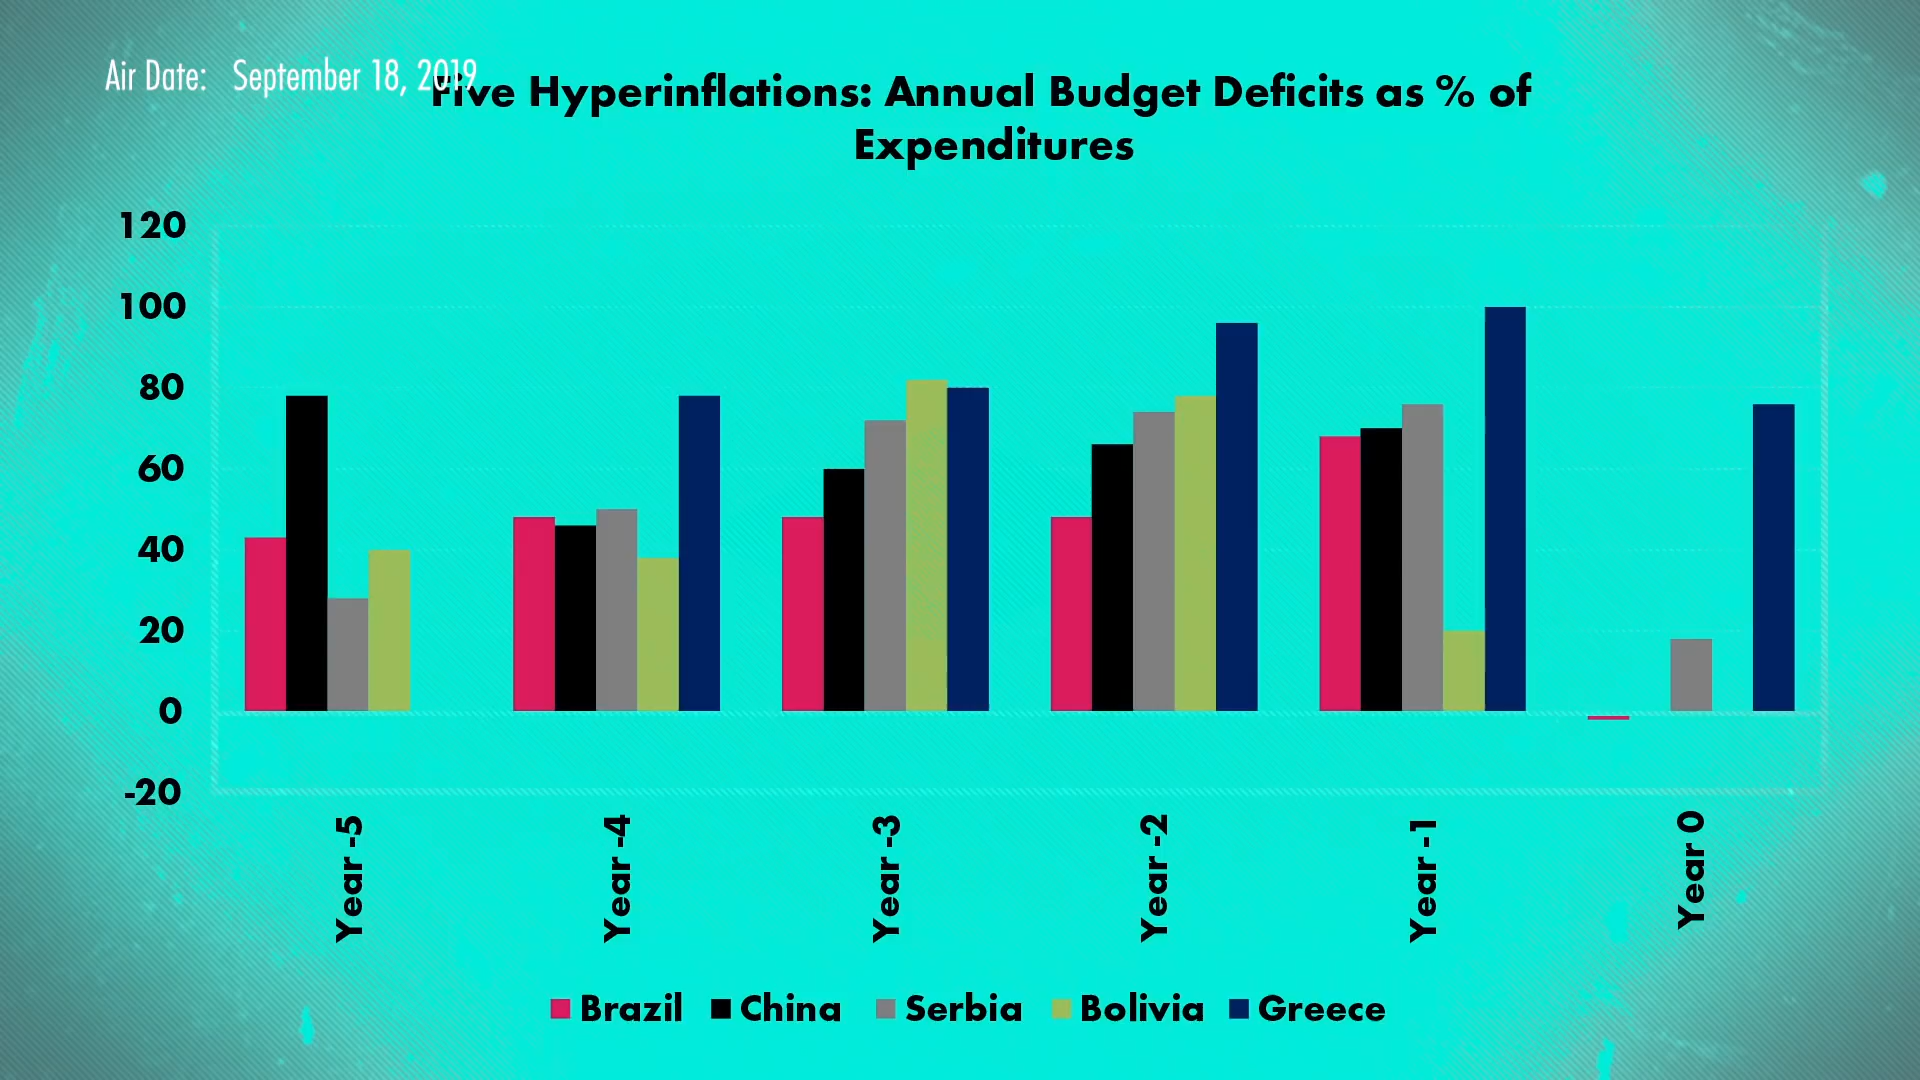 Air Date: September 18, 2019
Five Hyperinflations: Annual Budget Deficits as % of
Expenditures
120
100
80
60
40
20
0
-20
Year -5
Year -4
Year -3
Year -2
Year -1
Year 0
Brazil
China
Serbia
Bolivia
Greece